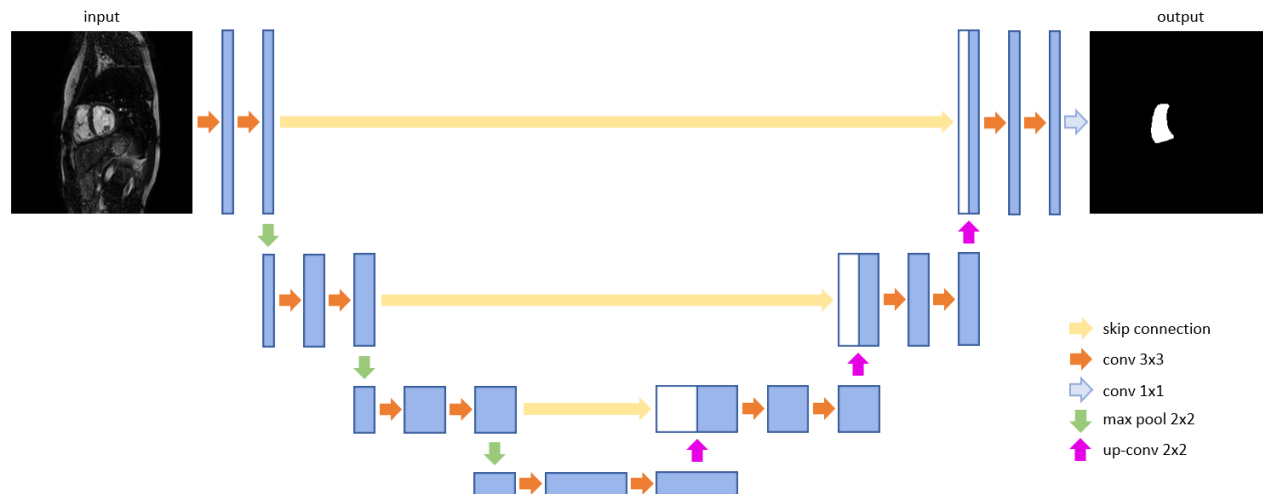 input
output
skip connection
conv 3x3
conv 1x1
max pool 2x2
up-conv 2x2